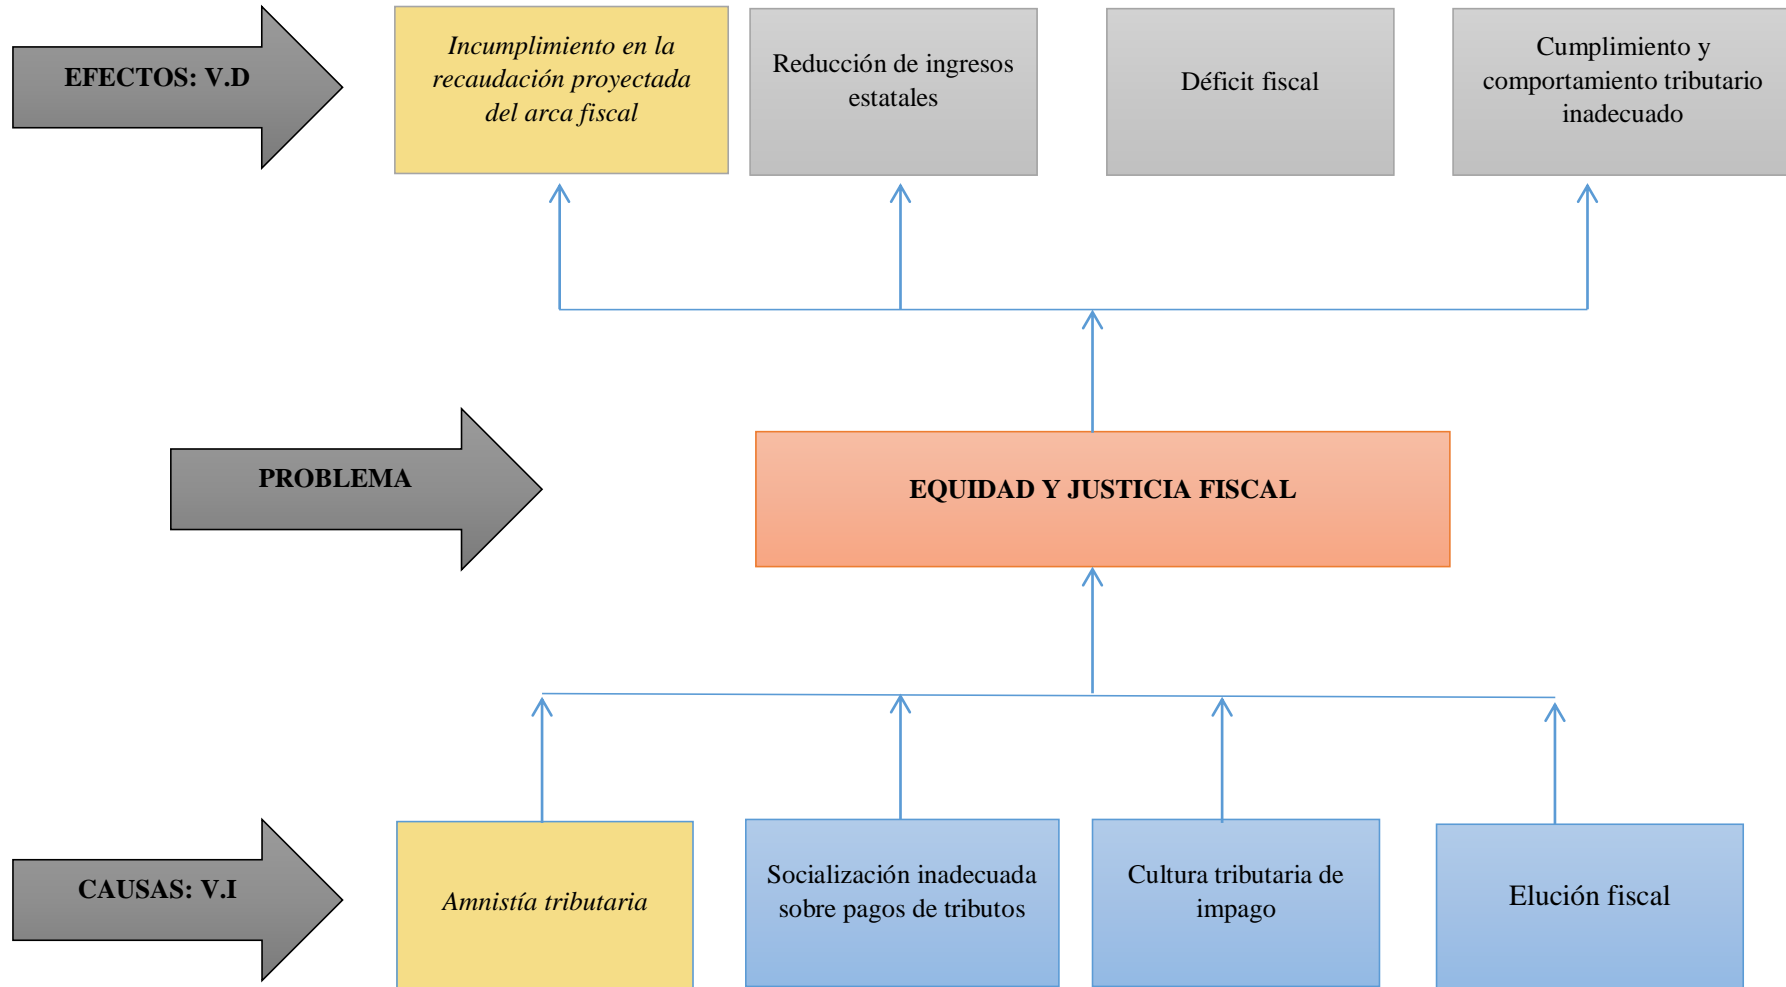 EFECTOS: V.D
Incumplimiento en la
recaudación proyectada
del arca fiscal
Reducción de ingresos
estatales
Déficit fiscal
Cumplimiento y
comportamiento tributario
inadecuado
PROBLEMA
EQUIDAD Y JUSTICIA FISCAL
CAUSAS: V.I
Amnistía tributaria
Socialización inadecuada
sobre pagos de tributos
Cultura tributaria de
impago
Elución fiscal